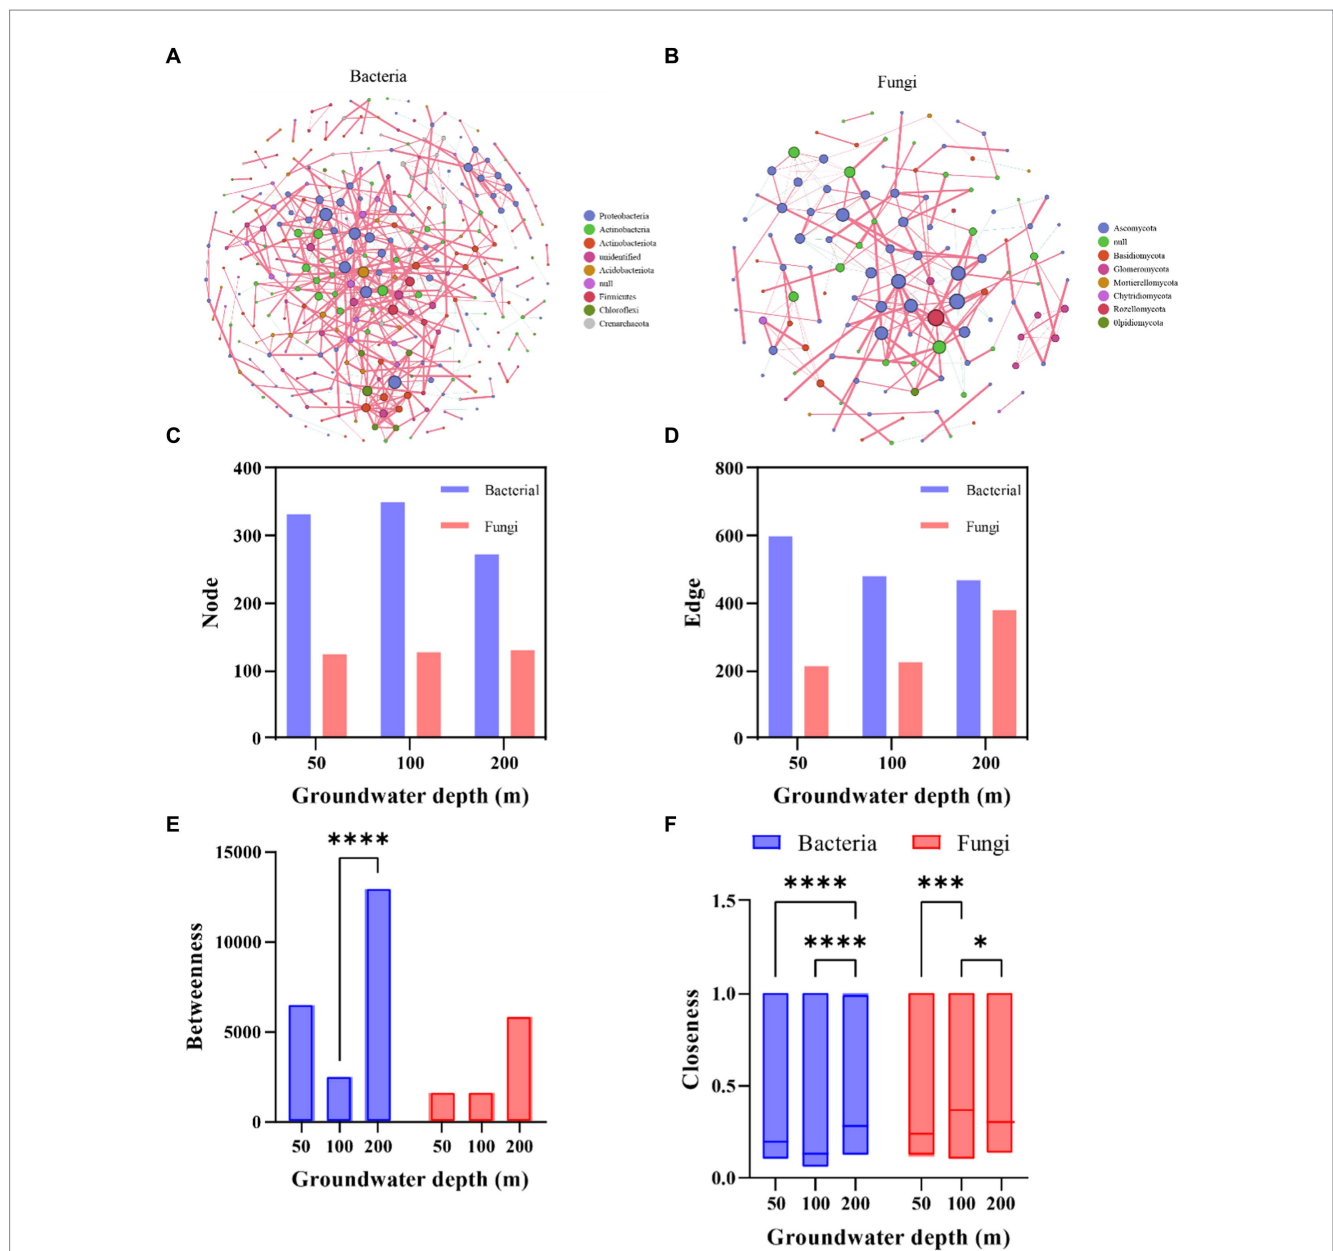 A
B
Bacteria
Fungi
Proteobacteria
Actinobacteria
Actinobacteriota
unidentified
Acidobacteriota
null
Firmicutes
Chloroflexi
Crenarchaeota
Ascomycota
null
Basidiomycota
Glomeromycota
Mortierellomycota
Chytridiomycota
Rozellomycota
Olpidiomycota
C
D
400
300
200
100
0
Node
Bacterial
Fungi
50 100 200
Groundwater depth (m)
800
600
400
200
0
Edge
Bacterial
Fungi
50 100 200
Groundwater depth (m)
E
F
****
15000
10000
5000
0
Betweenness
50 100 200 50 100 200
Groundwater depth (m)
Bacteria Fungi
**** ***
**** *
1.5
1.0
0.5
0.0
Closeness
50 100 200 50 100 200
Groundwater depth (m)